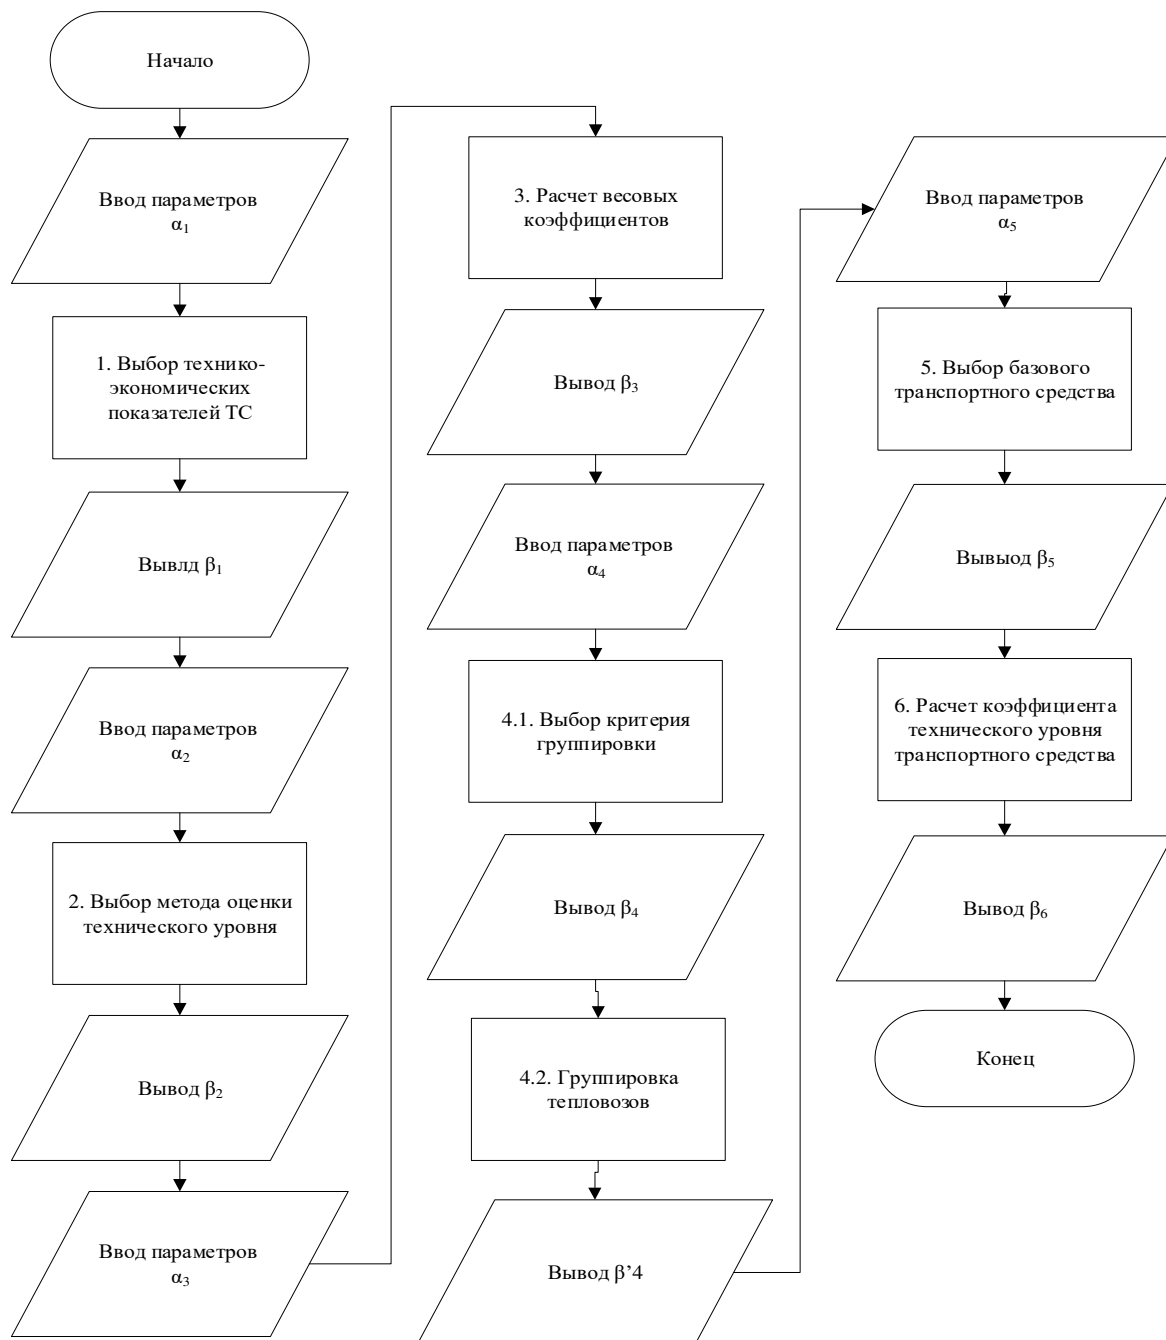 Начало
Ввод параметров
α₁
1. Выбор технико-
экономических
показателей ТС
Вывлд β₁
Ввод параметров
α₂
2. Выбор метода оценки
технического уровня
Вывод β₂
Ввод параметров
α₃
3. Расчет весовых
коэффициентов
Вывод β₃
Ввод параметров
α₄
4.1. Выбор критерия
группировки
Вывод β₄
4.2. Группировка
тепловозов
Вывод β’4
Ввод параметров
α₅
5. Выбор базового
транспортного средства
Вывыод β₅
6. Расчет коэффициента
технического уровня
транспортного средства
Вывод β₆
Конец